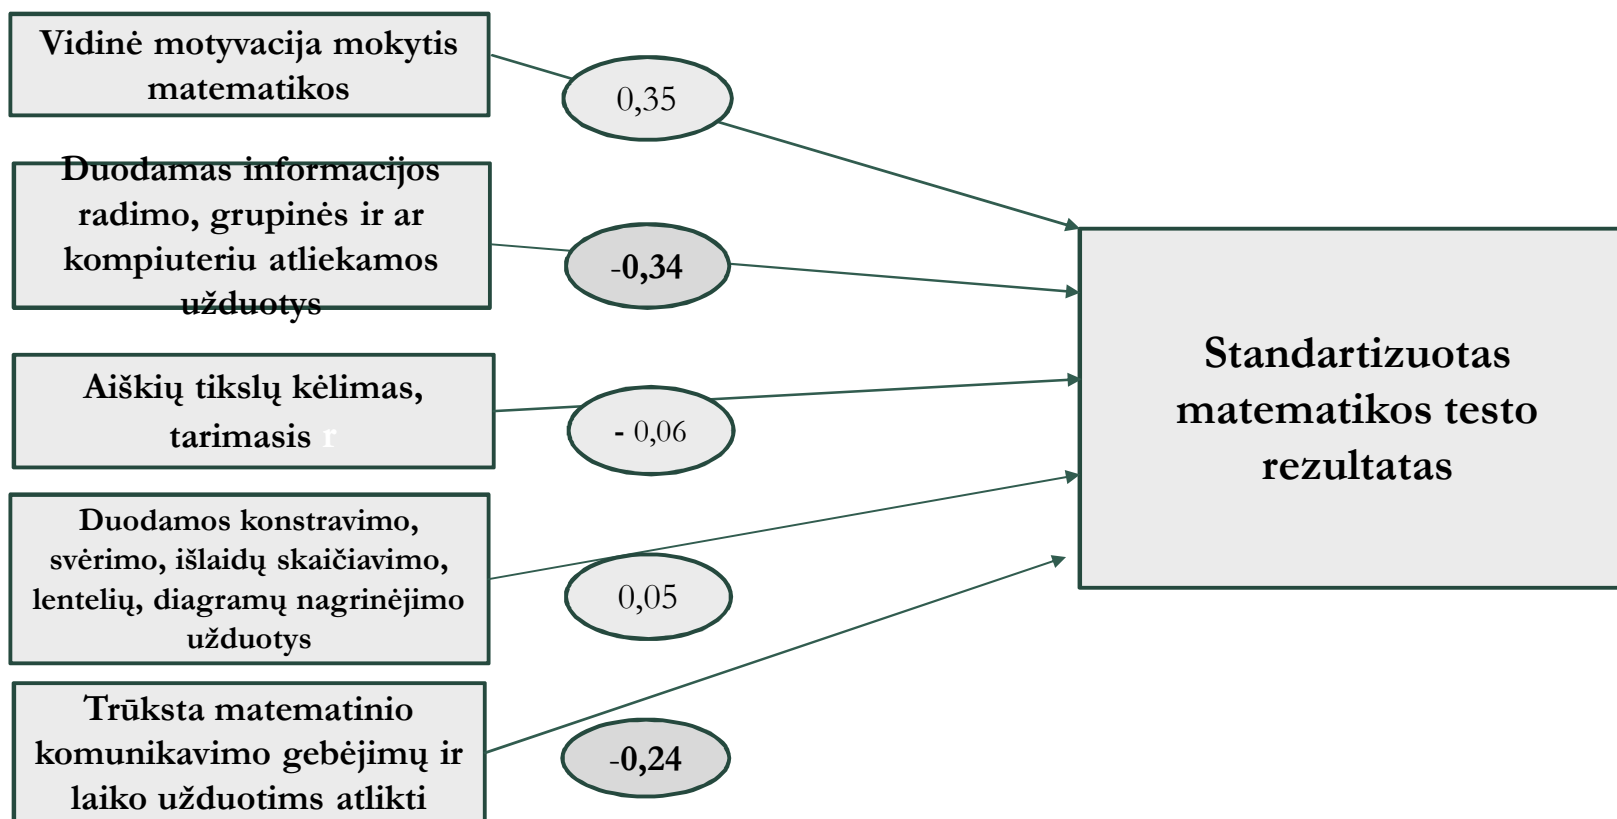 Vidinė motyvacija mokytis
matematikos
0,35
Duodamas informacijos
radimo, grupinės ir ar
kompiuteriu atliekamos
užduotys
-0,34
Aiškių tikslų kėlimas,
tarimasis r
- 0,06
Duodamos konstravimo,
svėrimo, išlaidų skaičiavimo,
lentelių, diagramų nagrinėjimo
užduotys
0,05
Trūksta matematinio
komunikavimo gebėjimų ir
laiko užduotims atlikti
-0,24
Standartizuotas
matematikos testo
rezultatas